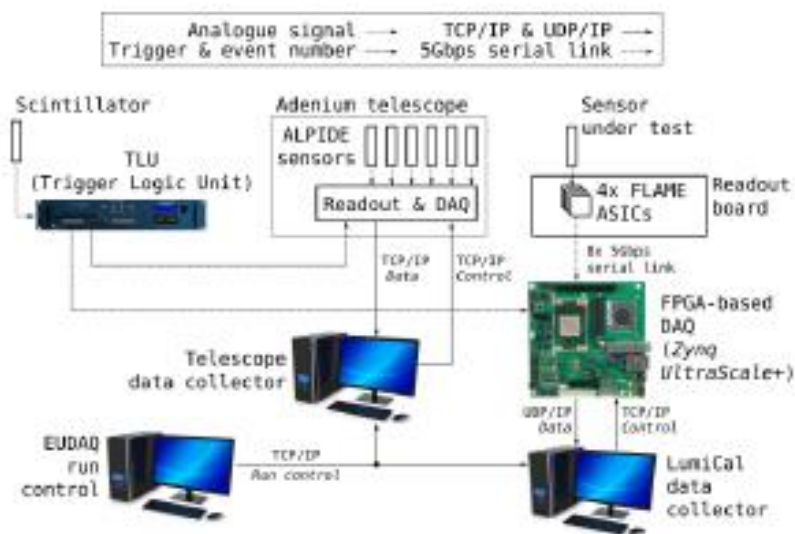 Analogue signal → TCP/IP & UDP/IP →
Trigger & event number → 5Gbps serial link →
Scintillator
Adenium telescope
Sensor
under test
ALPIDE
sensors
TLU
(Trigger Logic Unit)
Readout & DAQ
4x FLAME
ASICs
Readout
board
TCP/IP
Data
TCP/IP
Control
8x 5Gbps
serial link
FPGA-based
DAQ
(Zynq
UltraScale+)
Telescope
data collector
UDP/IP
Data
TCP/IP
Control
EUDAQ
run
control
TCP/IP
Run control
LumiCal
data
collector